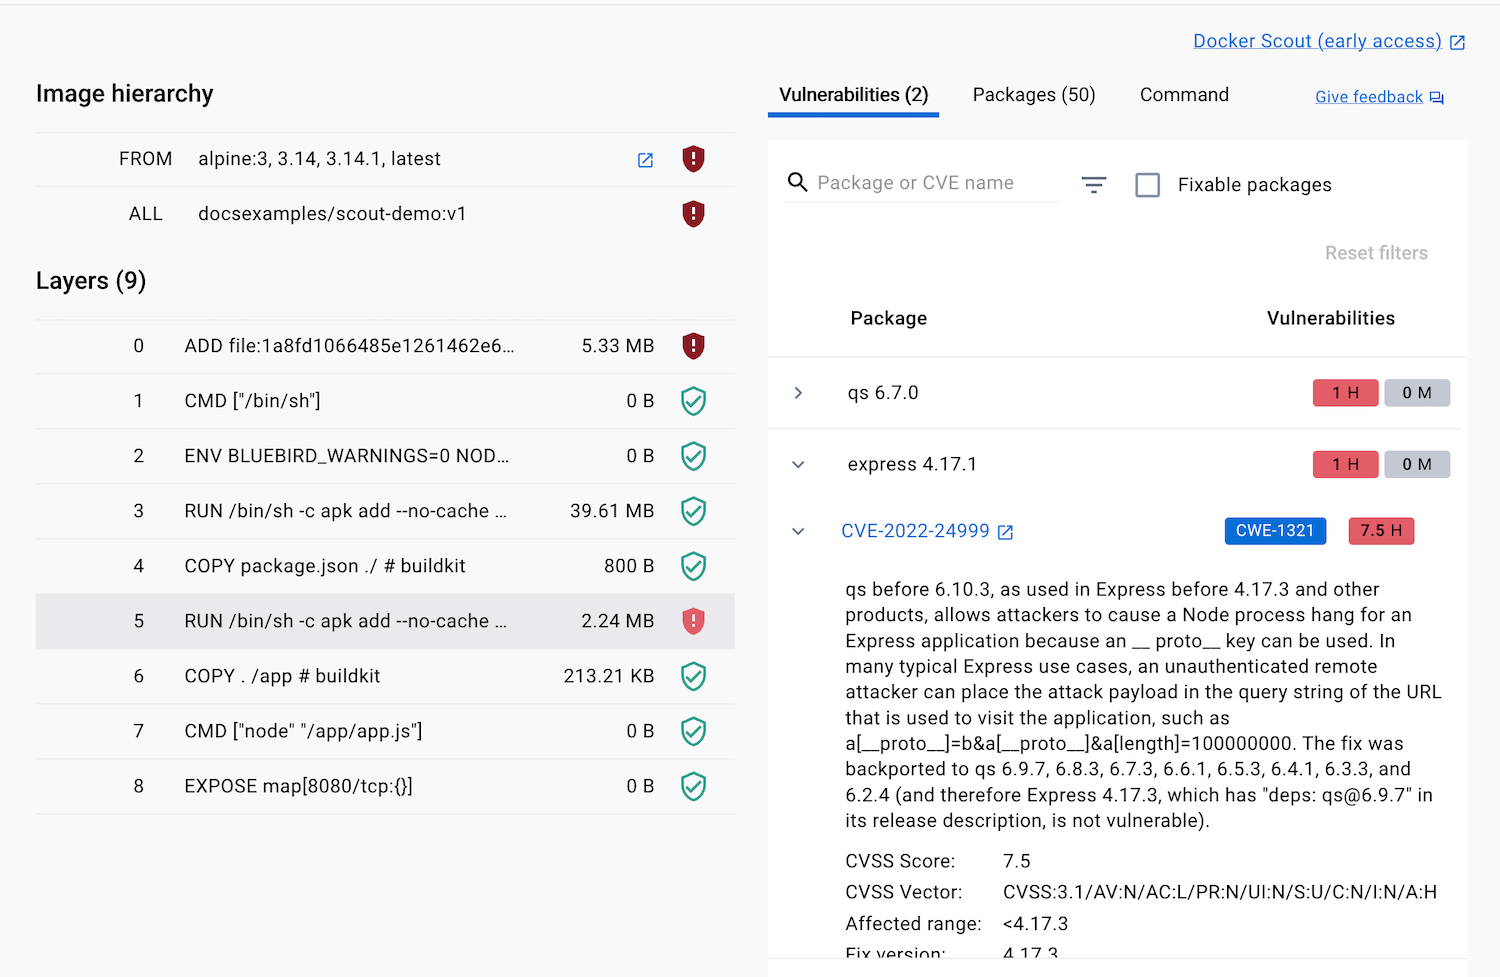 Docker Scout (early access)
Image hierarchy
Vulnerabilities (2) Packages (50) Command Give feedback
FROM alpine:3, 3.14, 3.14.1, latest
ALL docsexamples/scout-demo:v1
Layers (9)
0 ADD file:1a8fd1066485e1261462e6... 5.33 MB
1 CMD ["/bin/sh"] 0 B
2 ENV BLUEBIRD_WARNINGS=0 NOD... 0 B
3 RUN /bin/sh -c apk add --no-cache ... 39.61 MB
4 COPY package.json ./ # buildkit 800 B
5 RUN /bin/sh -c apk add --no-cache ... 2.24 MB
6 COPY . /app # buildkit 213.21 KB
7 CMD ["node" "/app/app.js"] 0 B
8 EXPOSE map[8080/tcp:{}] 0 B
Package or CVE name Fixable packages
Reset filters
Package Vulnerabilities
qs 6.7.0 1 H 0 M
express 4.17.1 1 H 0 M
CVE-2022-24999 CWE-1321 7.5 H
qs before 6.10.3, as used in Express before 4.17.3 and other
products, allows attackers to cause a Node process hang for an
Express application because an __ proto__ key can be used. In
many typical Express use cases, an unauthenticated remote
attacker can place the attack payload in the query string of the URL
that is used to visit the application, such as
a[__proto__]=b&a[__proto__]&a[length]=100000000. The fix was
backported to qs 6.9.7, 6.8.3, 6.7.3, 6.6.1, 6.5.3, 6.4.1, 6.3.3, and
6.2.4 (and therefore Express 4.17.3, which has "deps: qs@6.9.7" in
its release description, is not vulnerable).
CVSS Score: 7.5
CVSS Vector: CVSS:3.1/AV:N/AC:L/PR:N/UI:N/S:U/C:N/I:N/A:H
Affected range: <4.17.3
Fix version: 4.17.3